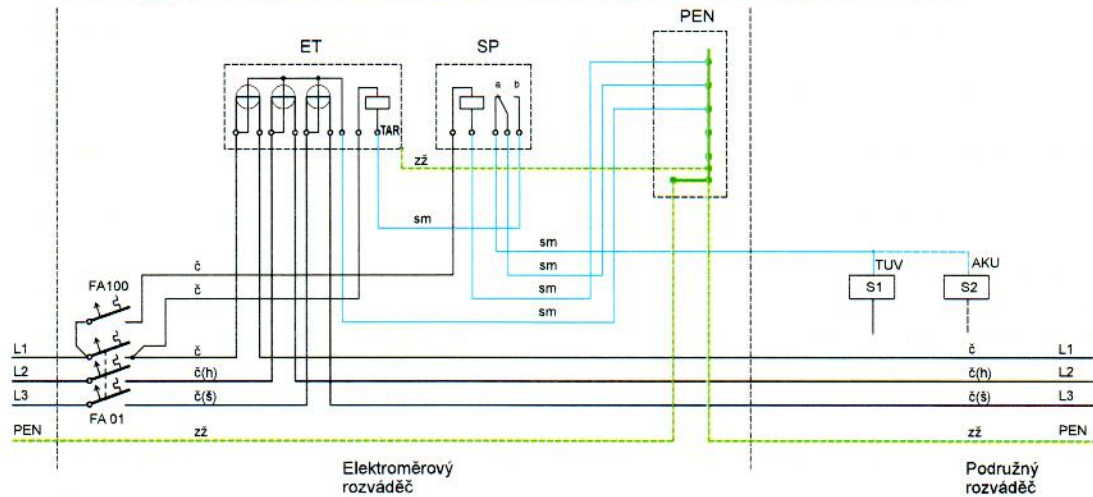 PEN
ET
SP
a
b
TAR
zž
sm
sm
TUV
AKU
č
sm
FA100
S1
S2
č
sm
L1
č
č
L1
L2
č(h)
č(h)
L2
L3
č(š)
č(š)
L3
FA 01
PEN
zž
zž
PEN
Elektroměrový
rozváděč
Podružný
rozváděč